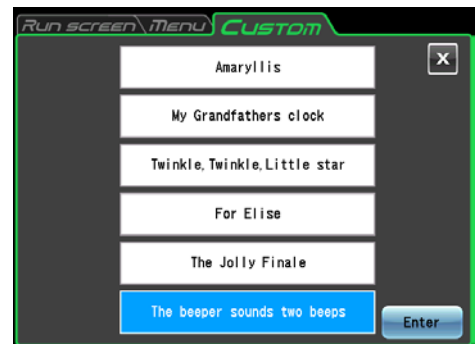 Run screen Menu Custom
X
Amaryllis
My Grandfathers clock
Twinkle, Twinkle, Little star
For Elise
The Jolly Finale
The beeper sounds two beeps
Enter